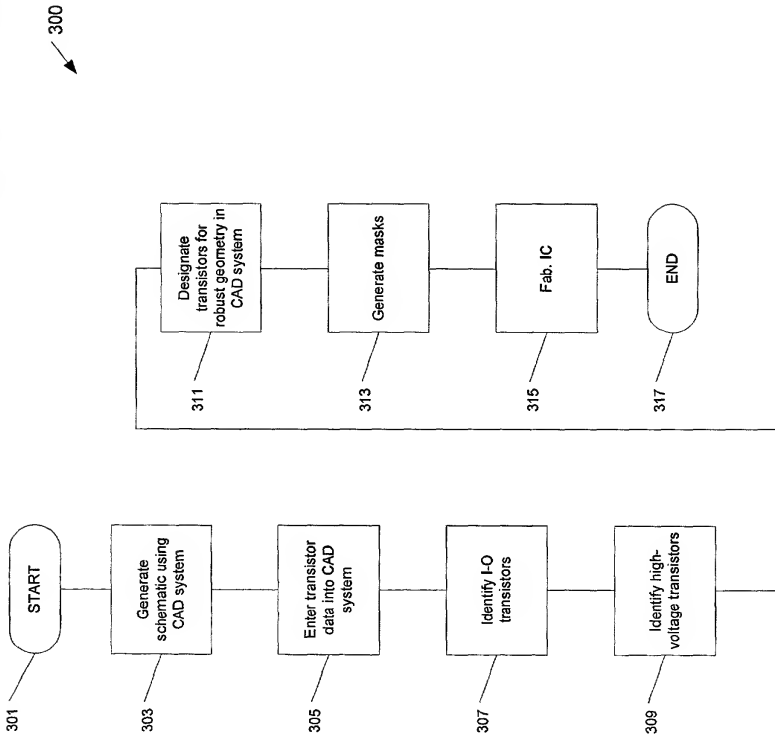 300
301
START
303
Generate
schematic using
CAD system
305
Enter transistor
data into CAD
system
307
Identify I-O
transistors
309
Identify high-
voltage transistors
311
Designate
transistors for
robust geometry in
CAD system
313
Generate masks
315
Fab. IC
317
END